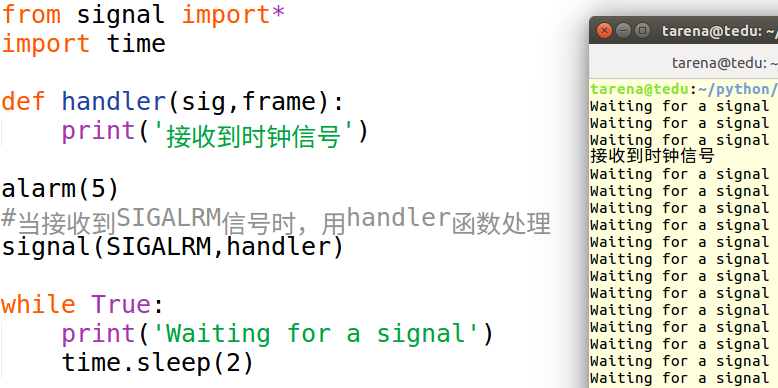 from signal import*
import time
def handler(sig,frame):
print('接收到时钟信号')
alarm(5)
#当接收到SIGALRM信号时，用handler函数处理
signal(SIGALRM,handler)
while True:
print('Waiting for a signal')
time.sleep(2)
tarena@tedu: ~/
tarena@tedu: ~
tarena@tedu:~/python/
Waiting for a signal
Waiting for a signal
Waiting for a signal
接收到时钟信号
Waiting for a signal
Waiting for a signal
Waiting for a signal
Waiting for a signal
Waiting for a signal
Waiting for a signal
Waiting for a signal
Waiting for a signal
Waiting for a signal
Waiting for a signal
Waiting for a signal
Waiting for a signal
Waiting for a signal